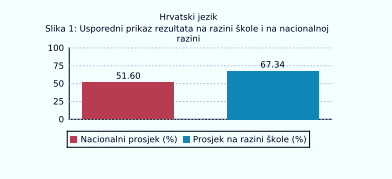 Hrvatski jezik
Slika 1: Usporedni prikaz rezultata na razini škole i na nacionalnoj
razini
100
75
50
25
0
51.60
67.34
Nacionalni prosjek (%)
Prosjek na razini škole (%)